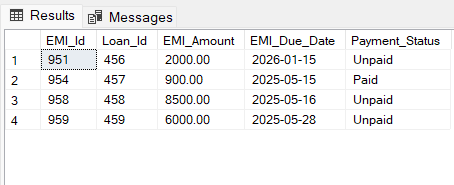 Results Messages
EMI_Id Loan_Id EMI_Amount EMI_Due_Date Payment_Status
1 951 456 2000.00 2026-01-15 Unpaid
2 954 457 900.00 2025-05-15 Paid
3 958 458 8500.00 2025-05-16 Unpaid
4 959 459 6000.00 2025-05-28 Unpaid